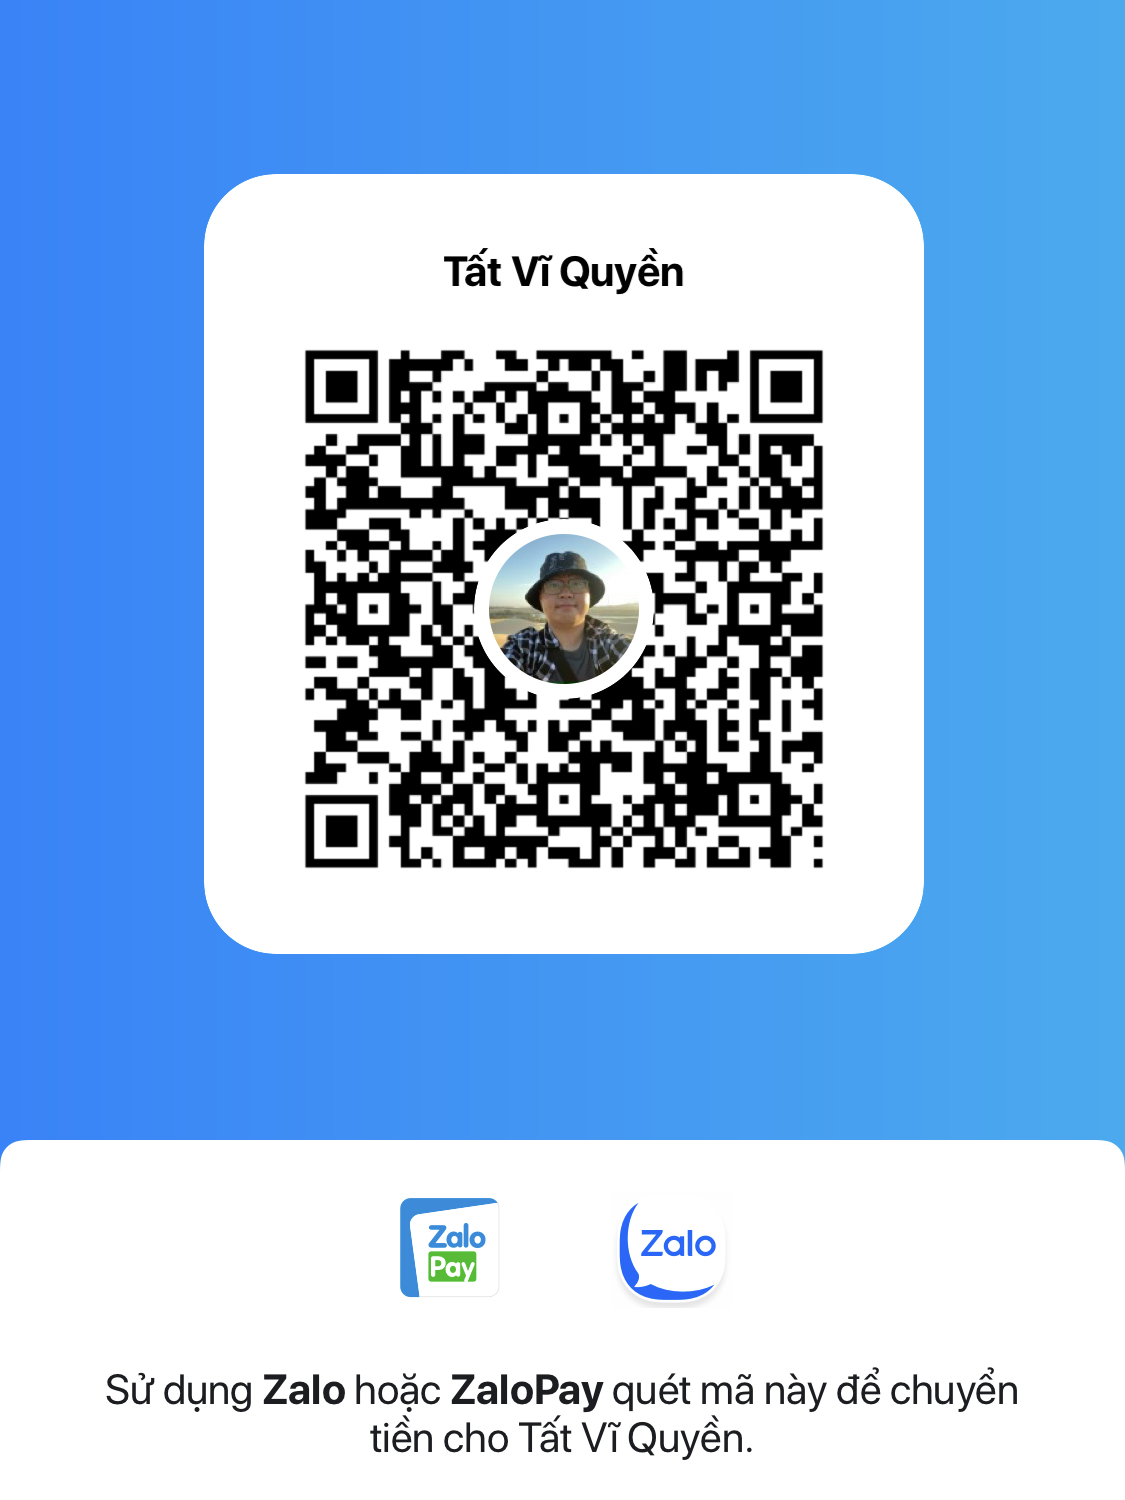 Tất Vĩ Quyền
Zalo
Pay
Zalo
Sử dụng Zalo hoặc ZaloPay quét mã này để chuyển
tiền cho Tất Vĩ Quyền.